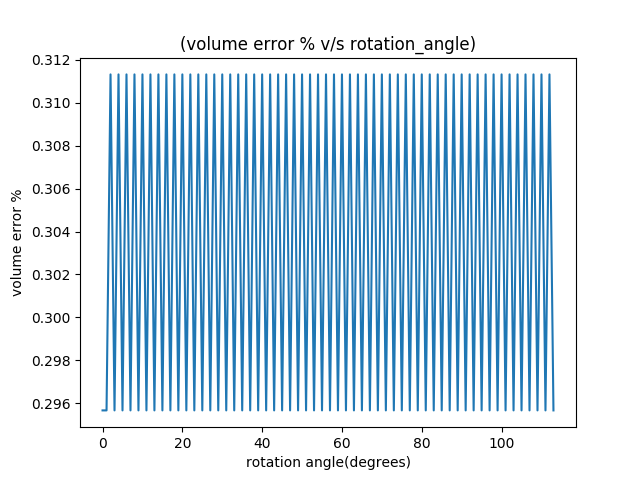 (volume error % v/s rotation_angle)
0.312
0.310
0.308
0.306
0.304
0.302
0.300
0.298
0.296
volume error %
0 20 40 60 80 100
rotation angle(degrees)